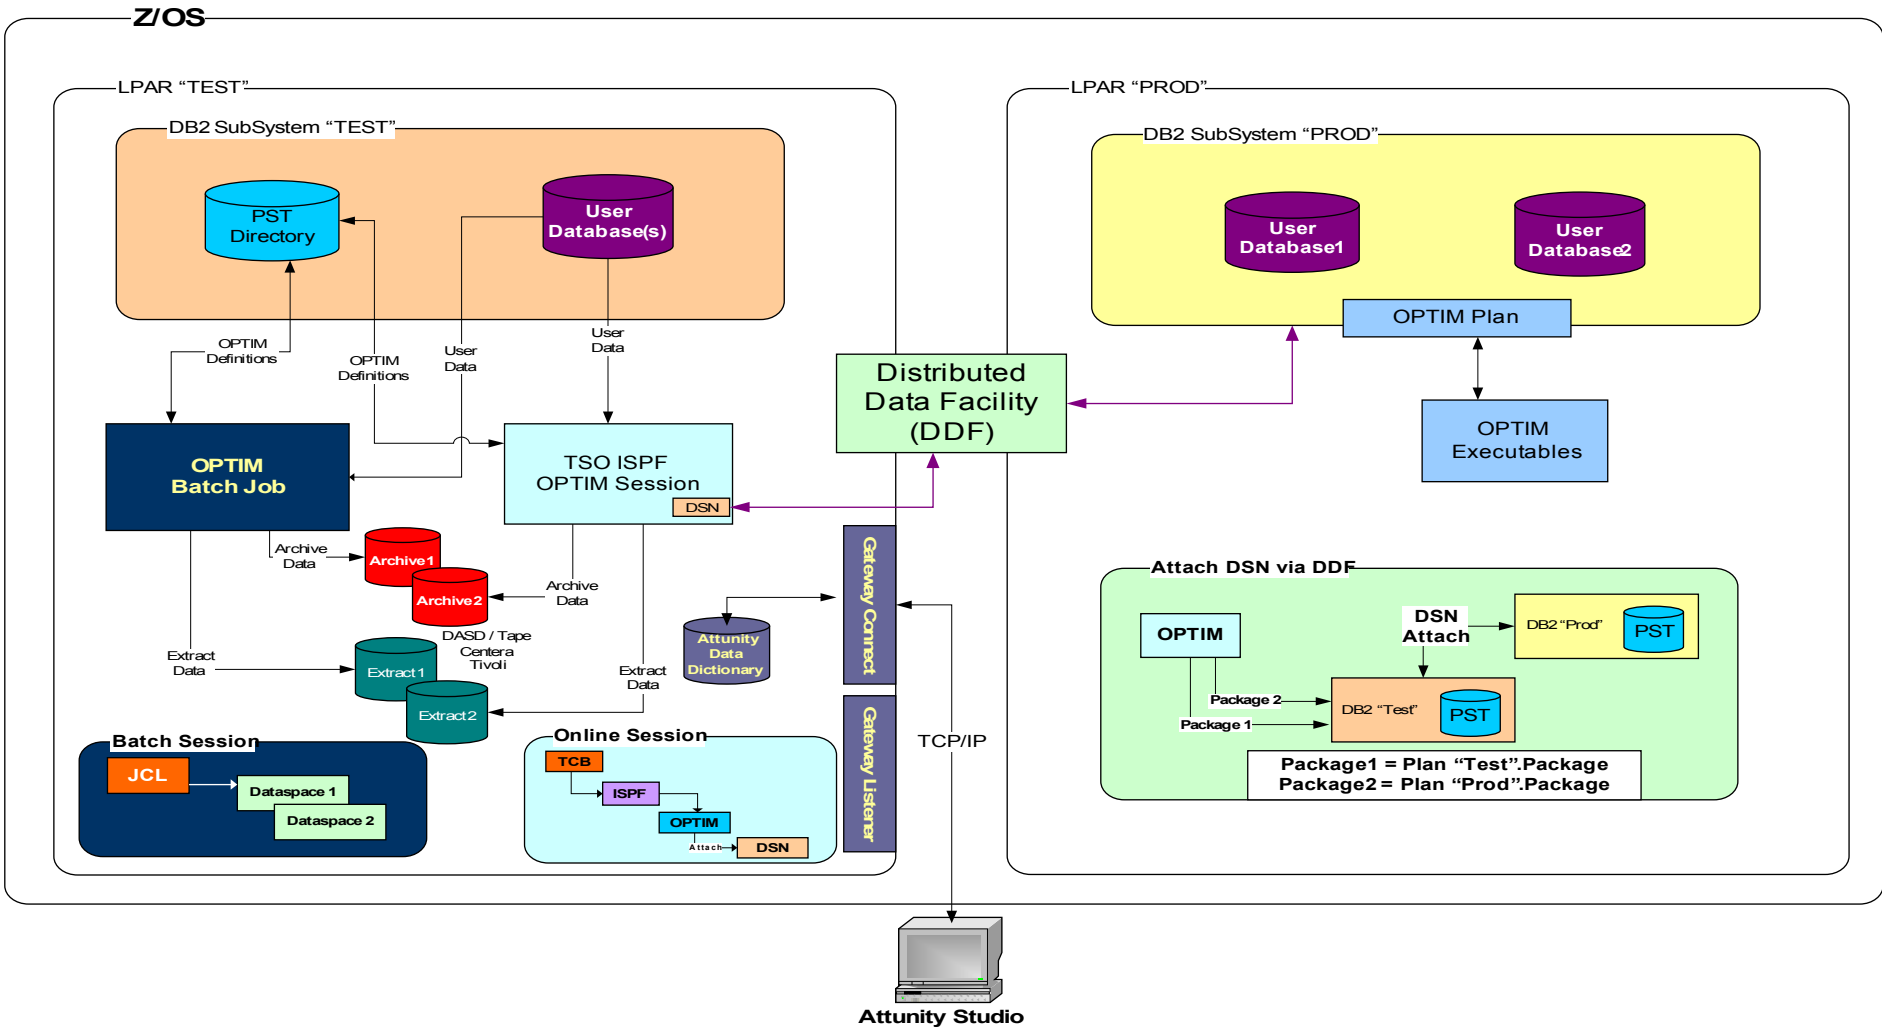 Z/OS
LPAR “TEST”
DB2 SubSystem “TEST”
PST
Directory
User
Database(s)
OPTIM
Definitions
OPTIM
Definitions
User
Data
User
Data
OPTIM
Batch Job
TSO ISPF
OPTIM Session
DSN
Archive
Data
Archive1
Archive2
Archive
Data
DASD / Tape
Centera
Tivoli
Extract
Data
Extract1
Extract2
Extract
Data
Attunity
Data
Dictionary
Gateway Connect
Gateway Listener
Batch Session
JCL
Dataspace 1
Dataspace 2
Online Session
TCB
ISPF
OPTIM
Attach
DSN
Distributed
Data Facility
(DDF)
TCP/IP
LPAR “PROD”
DB2 SubSystem “PROD”
User
Database1
User
Database2
OPTIM Plan
OPTIM
Executables
Attach DSN via DDF
OPTIM
DSN
Attach
DB2 “Prod”
PST
Package 2
Package 1
DB2 “Test”
PST
Package1 = Plan “Test”.Package
Package2 = Plan “Prod”.Package
Attunity Studio